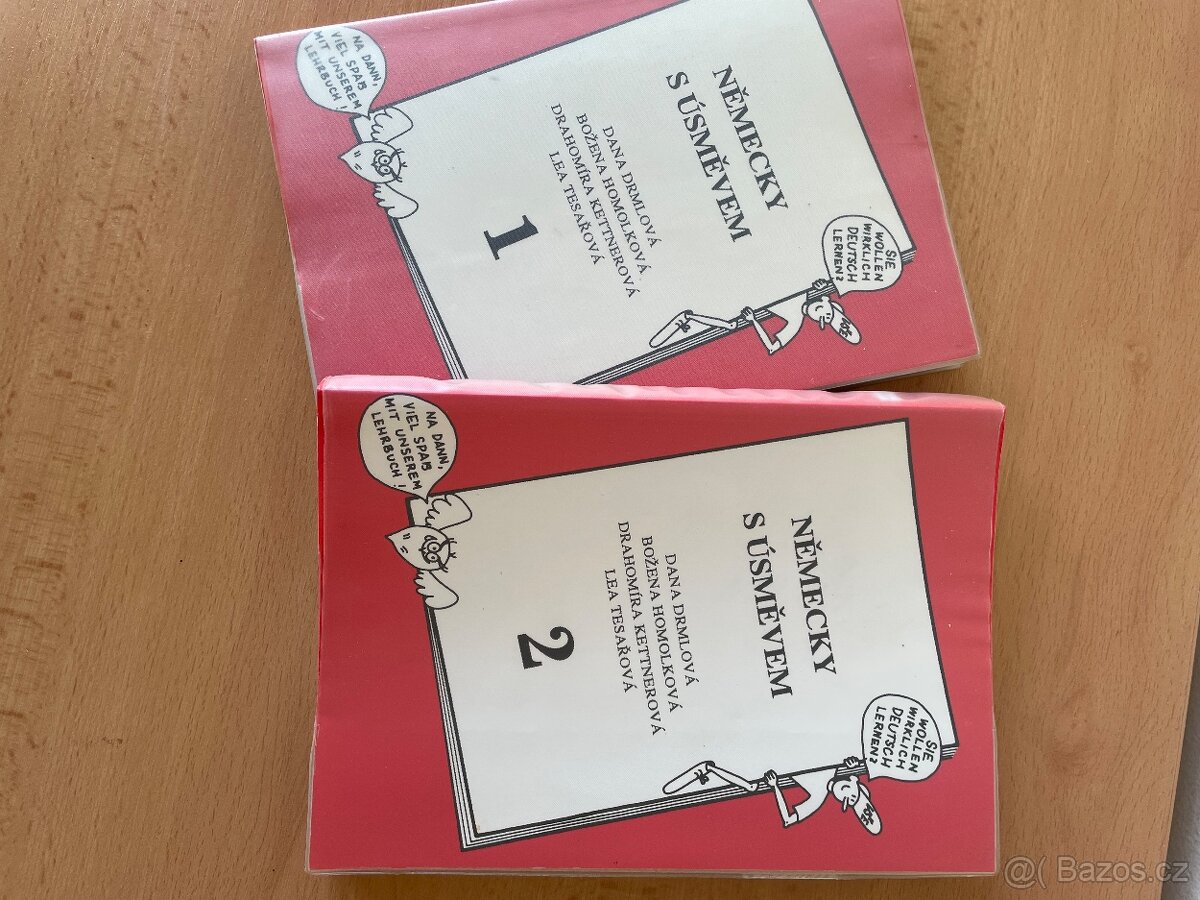 NĚMECKY
S ÚSMĚVEM
DANA DRMLOVÁ
BOŽENA HOMOLKOVÁ
DRAHOMÍRA KETTNEROVÁ
LEA TESAŘOVÁ
1
SIE
WOLLEN
WIRKLICH
DEUTSCH
LERNEN?
NA DANN,
VIEL SPAß
MIT UNSEREM
LEHRBUCH!
NĚMECKY
S ÚSMĚVEM
DANA DRMLOVÁ
BOŽENA HOMOLKOVÁ
DRAHOMÍRA KETTNEROVÁ
LEA TESAŘOVÁ
2
SIE
WOLLEN
WIRKLICH
DEUTSCH
LERNEN?
NA DANN,
VIEL SPAß
MIT UNSEREM
LEHRBUCH!
@( Bazos.cz